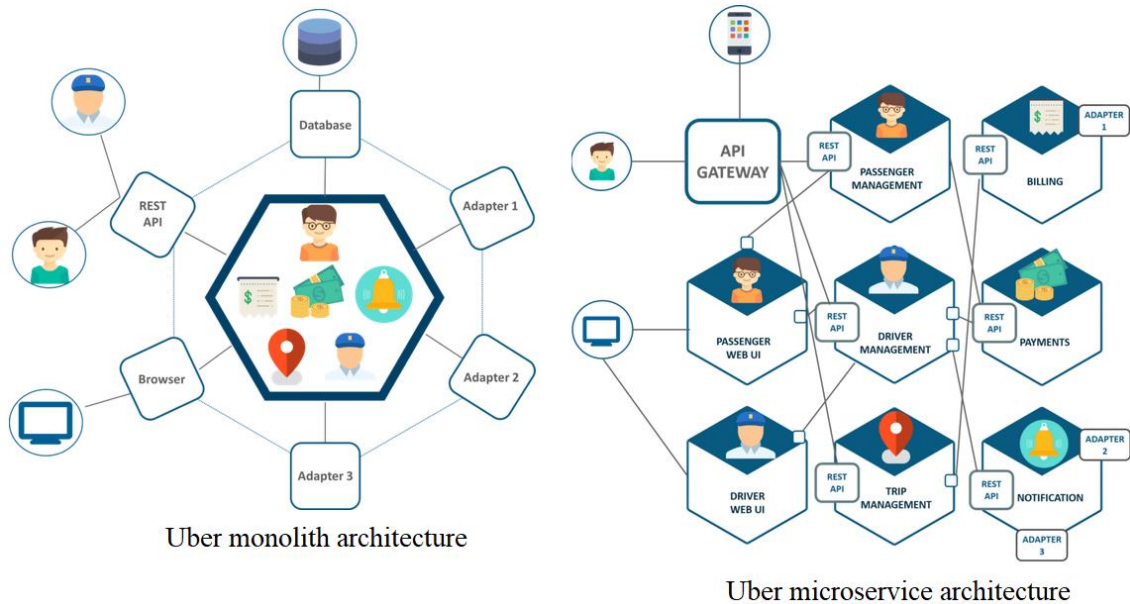 Database
REST
API
Adapter 1
Browser
Adapter 2
Adapter 3
Uber monolith architecture
API
GATEWAY
REST
API
PASSENGER
MANAGEMENT
REST
API
BILLING
ADAPTER
1
PASSENGER
WEB UI
REST
API
DRIVER
MANAGEMENT
REST
API
PAYMENTS
DRIVER
WEB UI
REST
API
TRIP
MANAGEMENT
REST
API
NOTIFICATION
ADAPTER
2
ADAPTER
3
Uber microservice architecture